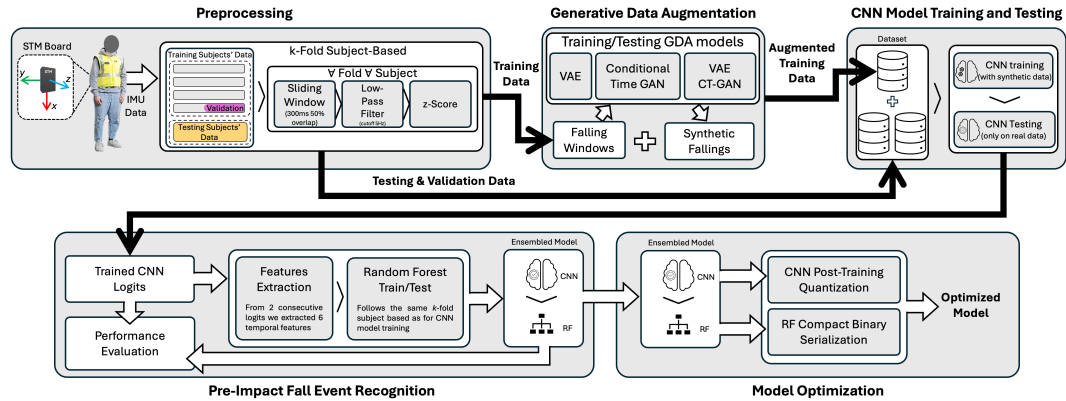 Preprocessing
STM Board
y
z
x
IMU
Data
k-Fold Subject-Based
Training Subjects' Data
Validation
Testing Subjects'
Data
∀ Fold ∀ Subject
Sliding
Window
(300ms 50%
overlap)
Low-
Pass
Filter
(cutoff 5Hz)
z-Score
Training
Data
Testing & Validation Data
Generative Data Augmentation
Training/Testing GDA models
VAE
Conditional
Time GAN
VAE
CT-GAN
Falling
Windows
Synthetic
Fallings
Augmented
Training
Data
CNN Model Training and Testing
Dataset
CNN training
(with synthetic data)
CNN Testing
(only on real data)
Trained CNN
Logits
Performance
Evaluation
Features
Extraction
From 2 consecutive
logits we extracted 6
temporal features
Random Forest
Train/Test
Follows the same k-fold
subject based as for CNN
model training
Ensembled Model
CNN
RF
Pre-Impact Fall Event Recognition
Ensembled Model
CNN
RF
CNN Post-Training
Quantization
RF Compact Binary
Serialization
Optimized
Model
Model Optimization